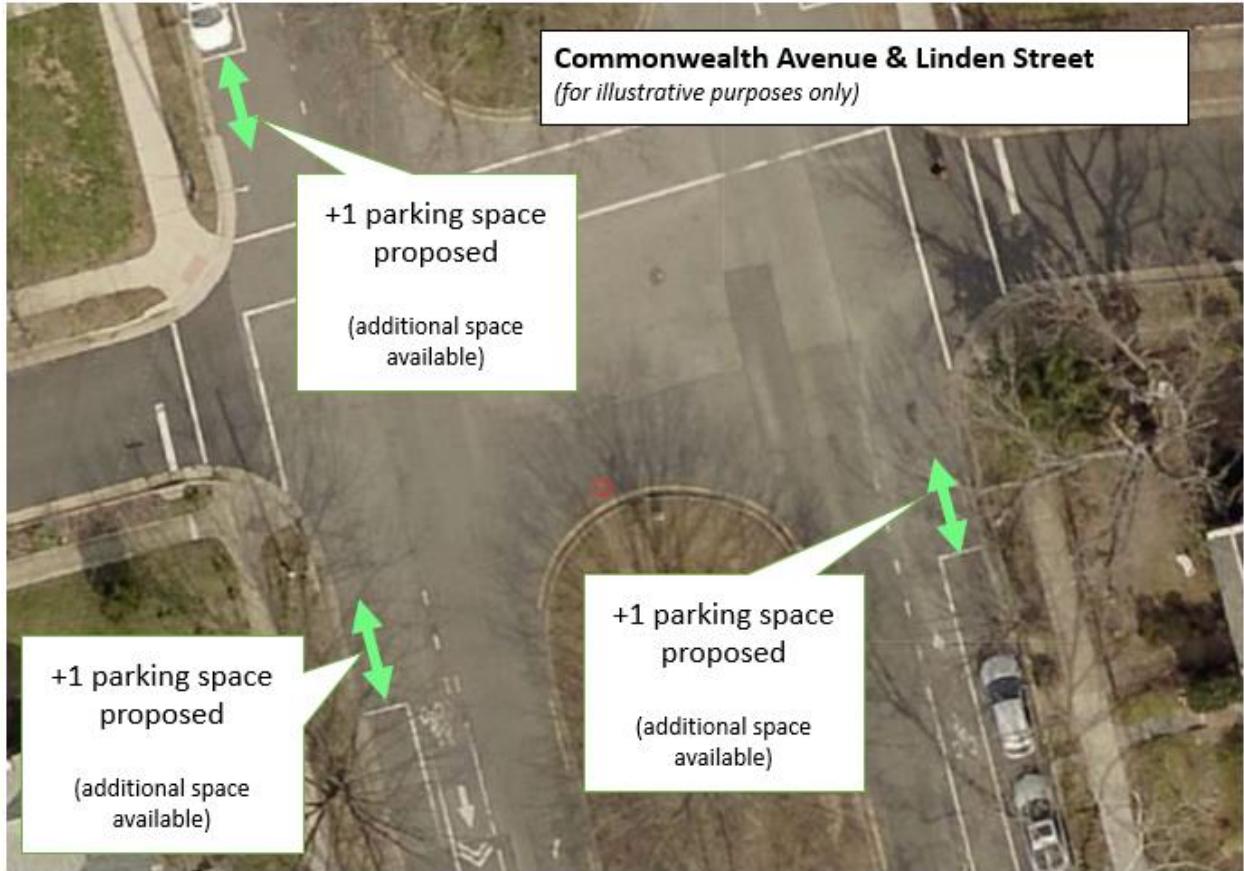 Commonwealth Avenue & Linden Street
(for illustrative purposes only)
+1 parking space
proposed
(additional space
available)
+1 parking space
proposed
(additional space
available)
+1 parking space
proposed
(additional space
available)